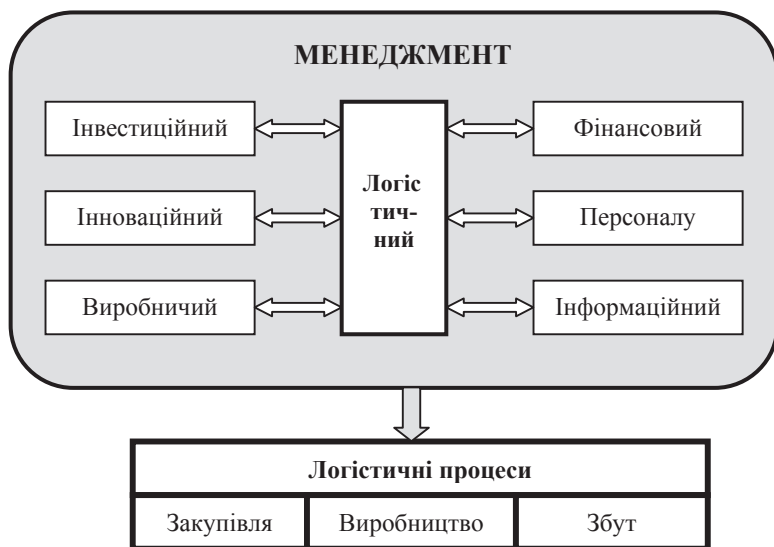 МЕНЕДЖМЕНТ
Інвестиційний
Фінансовий
Логіс
тич-
ний
Інноваційний
Персоналу
Виробничий
Інформаційний
Логістичні процеси
Закупівля
Виробництво
Збут